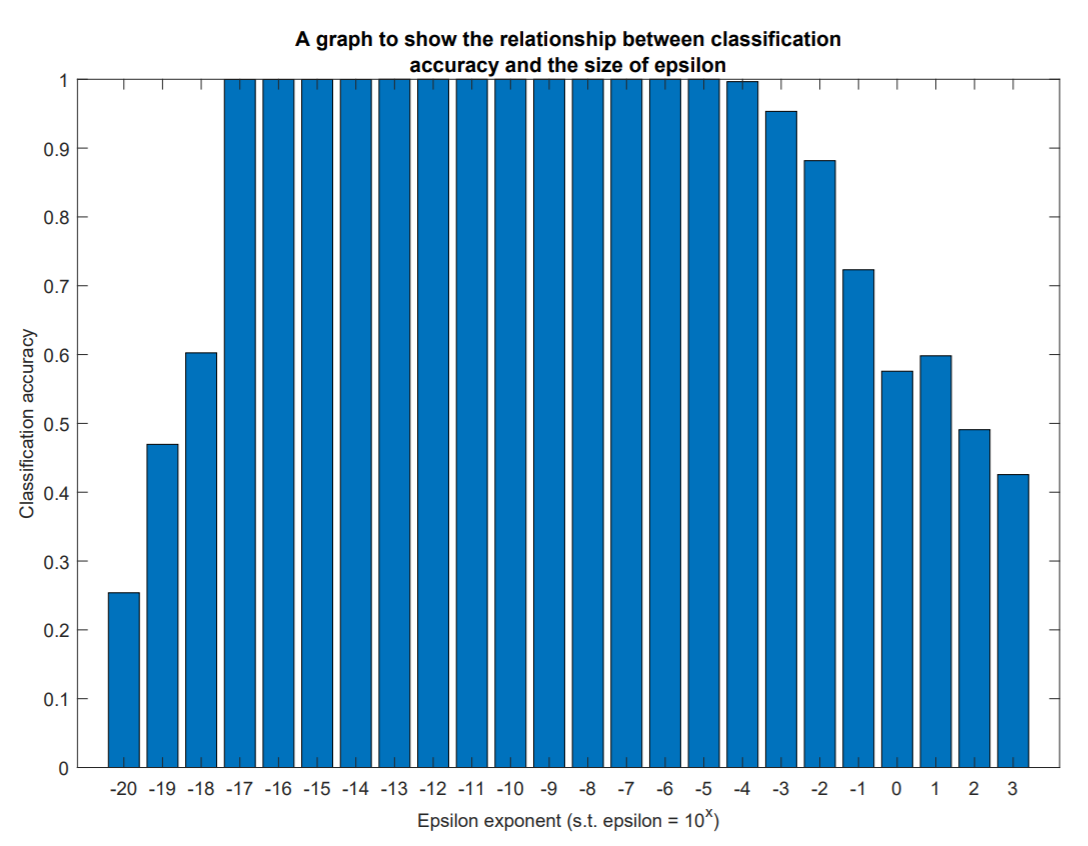 A graph to show the relationship between classification
accuracy and the size of epsilon
1
0.9
0.8
0.7
0.6
0.5
0.4
0.3
0.2
0.1
0
Classification accuracy
-20 -19 -18 -17 -16 -15 -14 -13 -12 -11 -10 -9 -8 -7 -6 -5 -4 -3 -2 -1 0 1 2 3
Epsilon exponent (s.t. epsilon = 10^x)